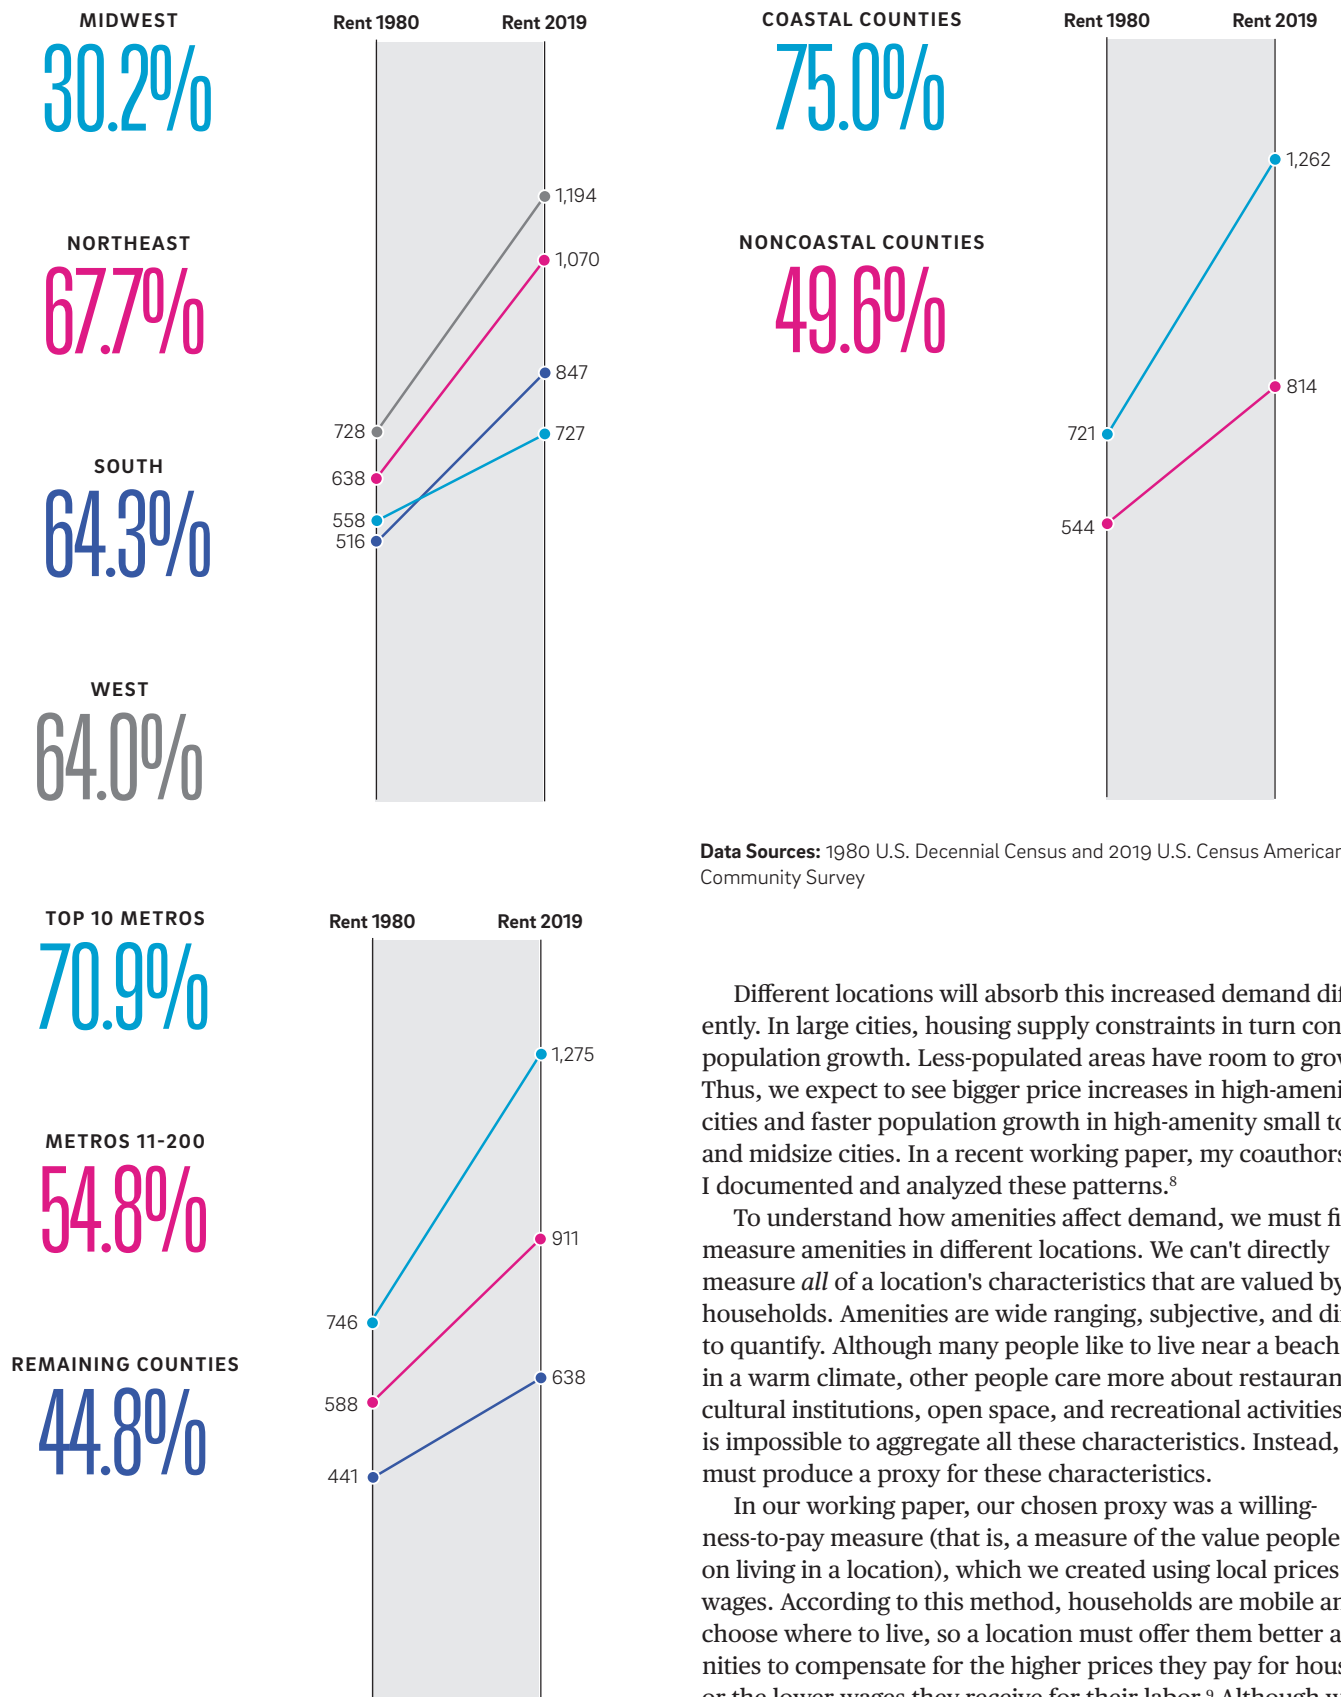 MIDWEST
30.2%
NORTHEAST
67.7%
SOUTH
64.3%
WEST
64.0%
Rent 1980 Rent 2019
1,194
1,070
847
727
728
638
558
516
COASTAL COUNTIES
75.0%
NONCOASTAL COUNTIES
49.6%
Rent 1980 Rent 2019
1,262
814
721
544
TOP 10 METROS
70.9%
METROS 11-200
54.8%
REMAINING COUNTIES
44.8%
Rent 1980 Rent 2019
1,275
911
746
638
588
441
Data Sources: 1980 U.S. Decennial Census and 2019 U.S. Census American
Community Survey
Different locations will absorb this increased demand
ently. In large cities, housing supply constraints in turn
population growth. Less-populated areas have room to
Thus, we expect to see bigger price increases in
cities and faster population growth in high-amenity small
and midsize cities. In a recent working paper, my coauthors
I documented and analyzed these patterns.⁸
To understand how amenities affect demand, we must
measure amenities in different locations. We can't directly
measure all of a location's characteristics that are valued by
households. Amenities are wide ranging, subjective, and
to quantify. Although many people like to live near a beach
in a warm climate, other people care more about
cultural institutions, open space, and recreational activities
is impossible to aggregate all these characteristics. Instead,
must produce a proxy for these characteristics.
In our working paper, our chosen proxy was a willing-
ness-to-pay measure (that is, a measure of the value people
on living in a location), which we created using local prices
wages. According to this method, households are mobile
choose where to live, so a location must offer them better
nities to compensate for the higher prices they pay for
or the lower wages they receive for their labor.⁹ Although